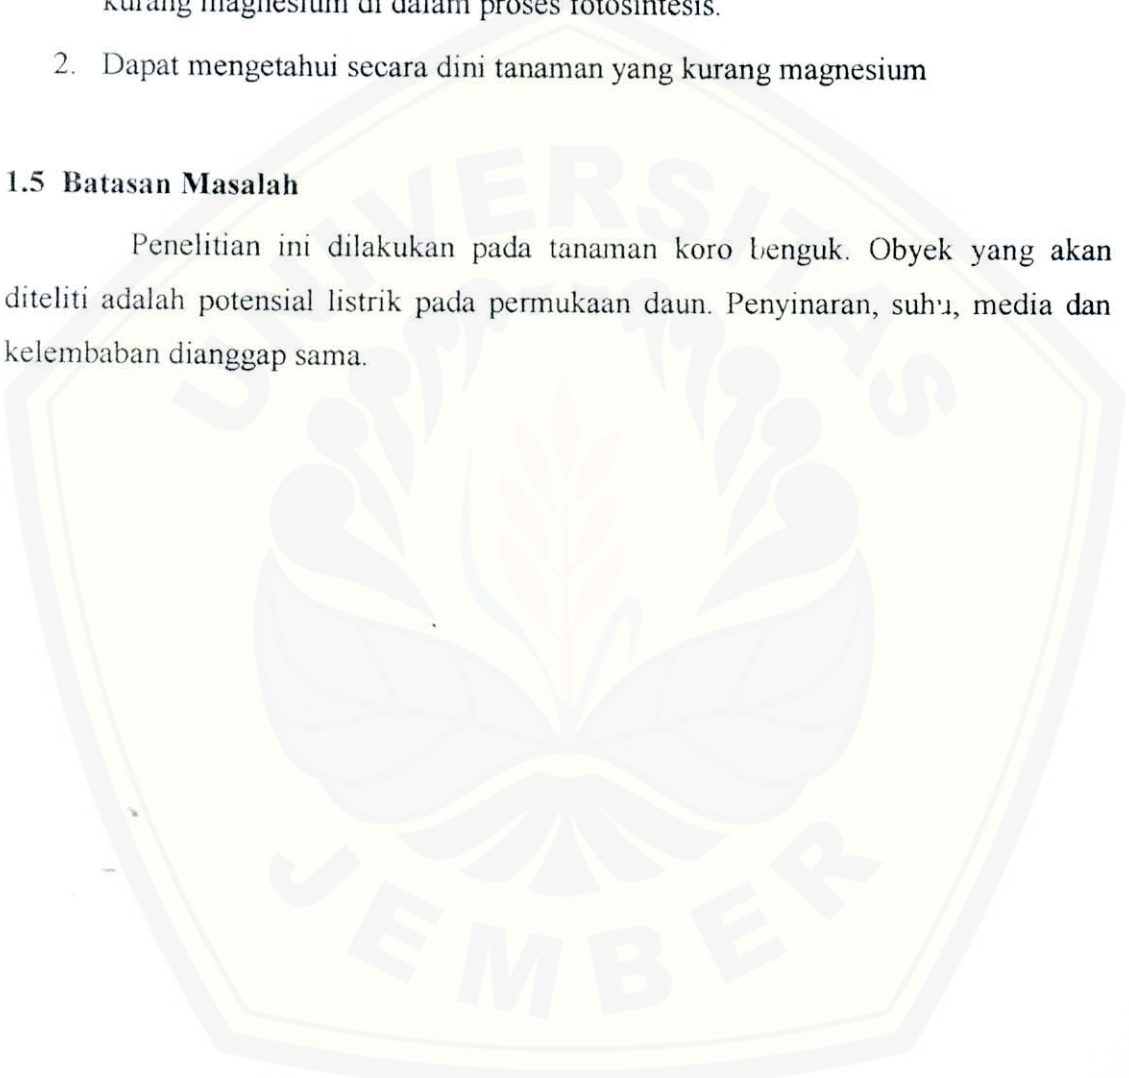 kurang magnesium di dalam proses fotosintesis.
2. Dapat mengetahui secara dini tanaman yang kurang magnesium
1.5 Batasan Masalah
Penelitian ini dilakukan pada tanaman koro benguk. Obyek yang akan
diteliti adalah potensial listrik pada permukaan daun. Penyinaran, suhu, media dan
kelembaban dianggap sama.
UNIVERSITAS
JEMBER